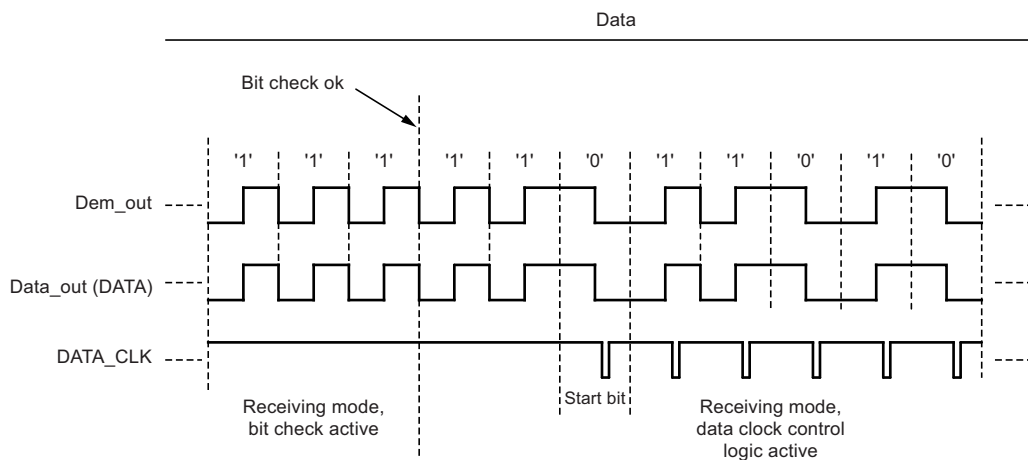 Data
Bit check ok
'1' '1' '1' '1' '1' '0' '1' '1' '0' '1' '0'
Dem_out
Data_out (DATA)
DATA_CLK
Start bit
Receiving mode,
bit check active
Receiving mode,
data clock control
logic active